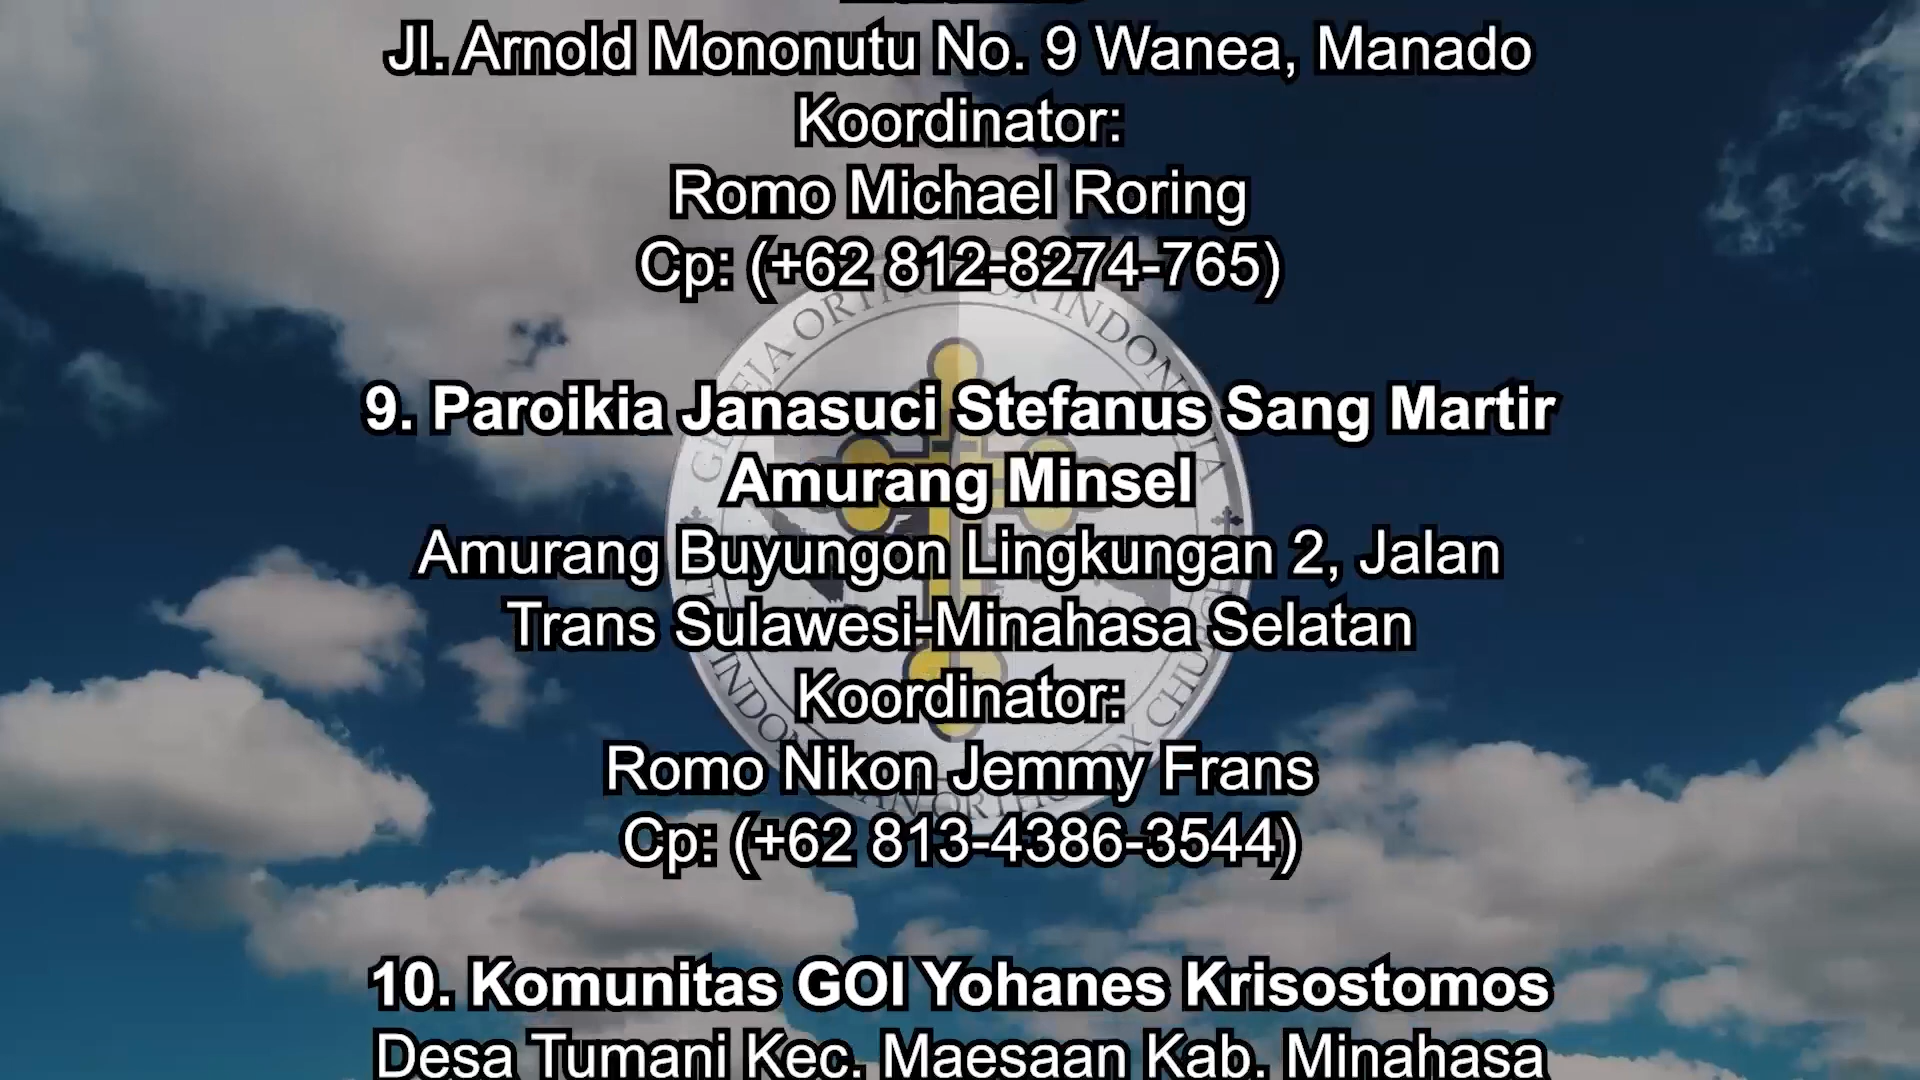 Jl. Arnold Mononutu No. 9 Wanea, Manado
Koordinator:
Romo Michael Roring
Cp: (+62 812-8274-765)
9. Paroikia Janasuci Stefanus Sang Martir
Amurang Minsel
Amurang Buyungon Lingkungan 2, Jalan
Trans Sulawesi-Minahasa Selatan
Koordinator:
Romo Nikon Jemmy Frans
Cp: (+62 813-4386-3544)
10. Komunitas GOI Yohanes Krisostomos
Desa Tumani Kec. Maesaan Kab. Minahasa